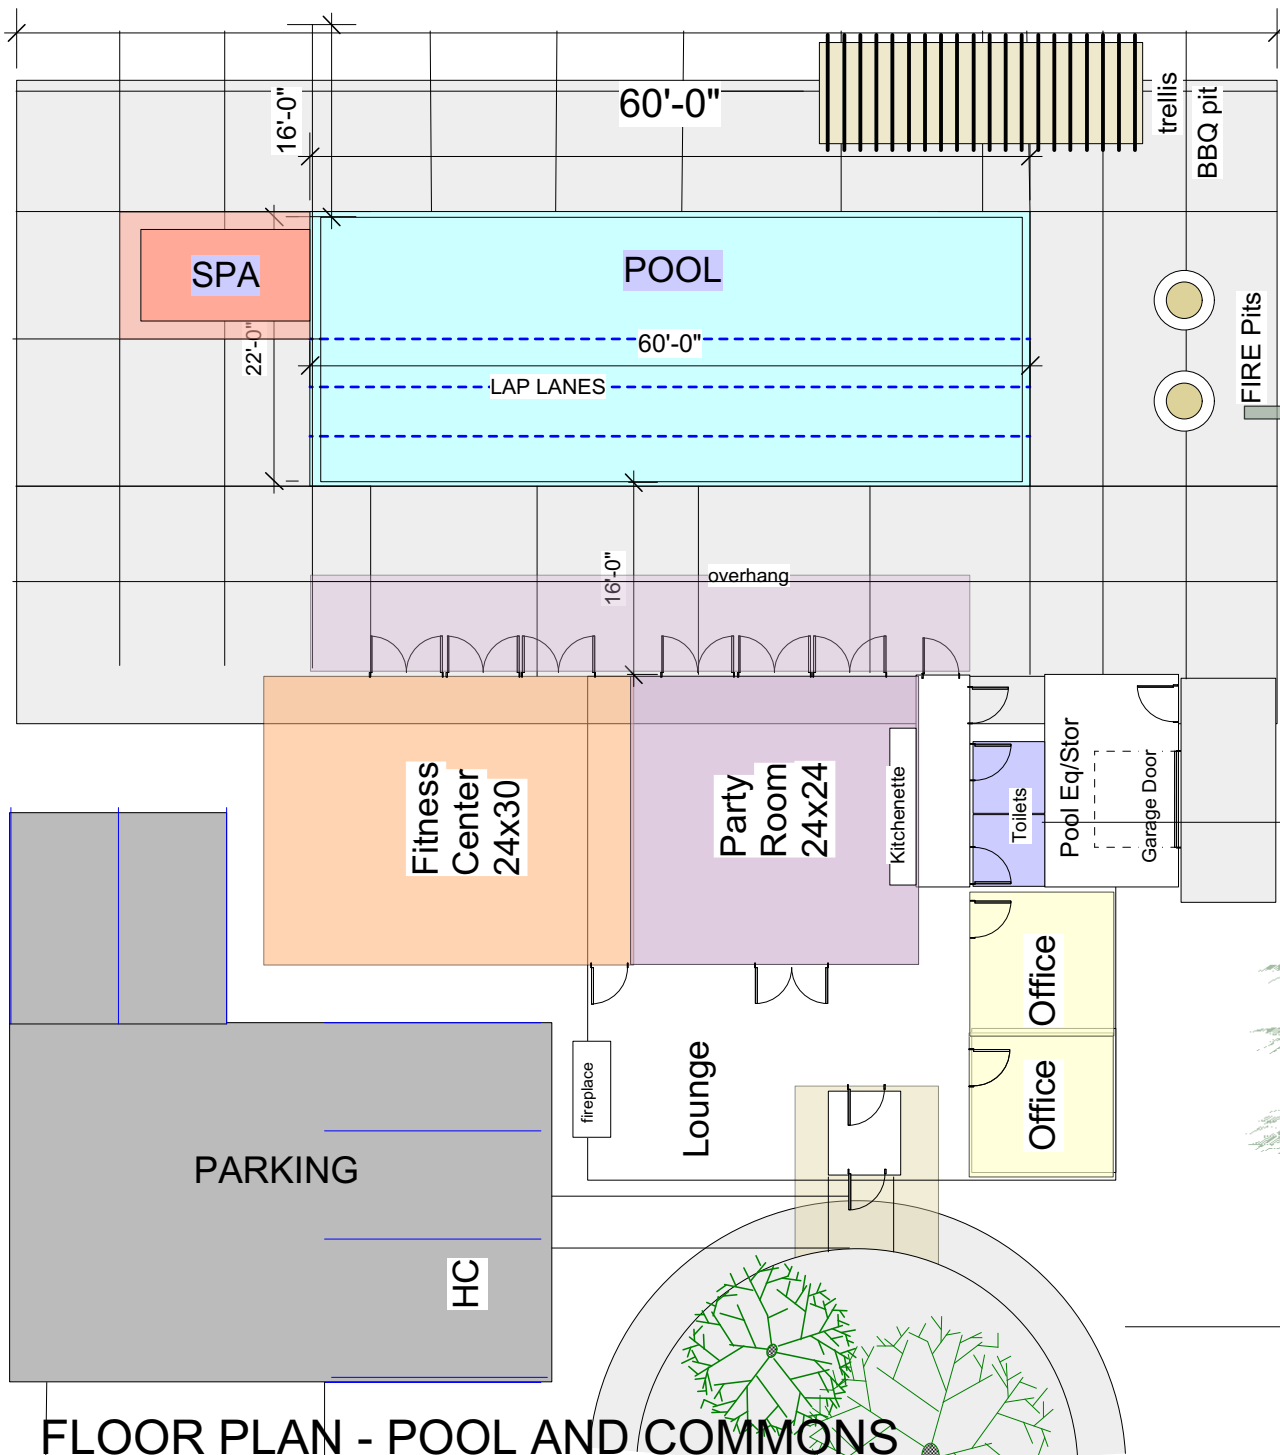 16'-0"
60'-0"
trellis
BBQ pit
SPA
POOL
22'-0"
60'-0"
LAP LANES
FIRE Pits
16'-0"
overhang
Fitness
Center
24x30
Party
Room
24x24
Kitchenette
Toilets
Pool Eq/Stor
Garage Door
Office
Office
fireplace
Lounge
PARKING
HC
FLOOR PLAN - POOL AND COMMONS